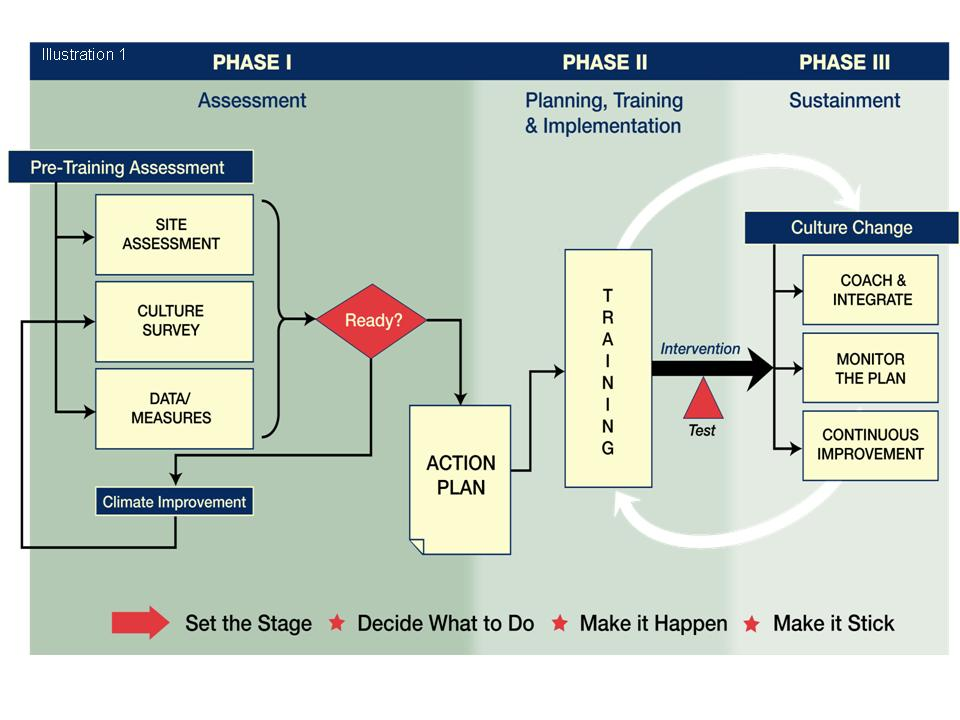 Illustration 1
PHASE I
PHASE II
PHASE III
Assessment
Planning, Training
& Implementation
Sustainment
Pre-Training Assessment
SITE
ASSESSMENT
CULTURE
SURVEY
DATA/
MEASURES
Ready?
Climate Improvement
ACTION
PLAN
T
R
A
I
N
I
N
G
Intervention
Test
Culture Change
COACH &
INTEGRATE
MONITOR
THE PLAN
CONTINUOUS
IMPROVEMENT
Set the Stage ★ Decide What to Do ★ Make it Happen ★ Make it Stick